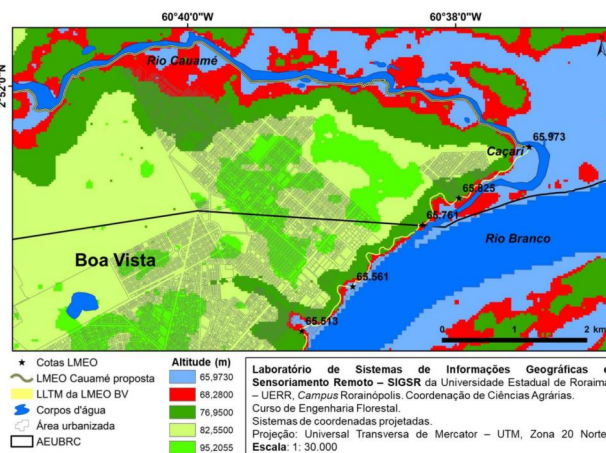 60°40'0"W
60°38'0"W
2°52'0"N
Rio Cauamé
Caçari
65.973
65.825
65.761
Rio Branco
Boa Vista
65.561
65.513
0 1 2 km
Cotas LMEO
LMEO Cauamé proposta
LLTM da LMEO BV
Corpos d'água
Área urbanizada
AEUBRC
Altitude (m)
65,9730
68,2800
76,9500
82,5500
95,2055
Laboratório de Sistemas de Informações Geográficas e
Sensoriamento Remoto – SIGSR da Universidade Estadual de Roraima
– UERR, Campus Rorainópolis. Coordenação de Ciências Agrárias.
Curso de Engenharia Florestal.
Sistemas de coordenadas projetadas.
Projeção: Universal Transversa de Mercator – UTM, Zona 20 Norte
Escala: 1: 30.000